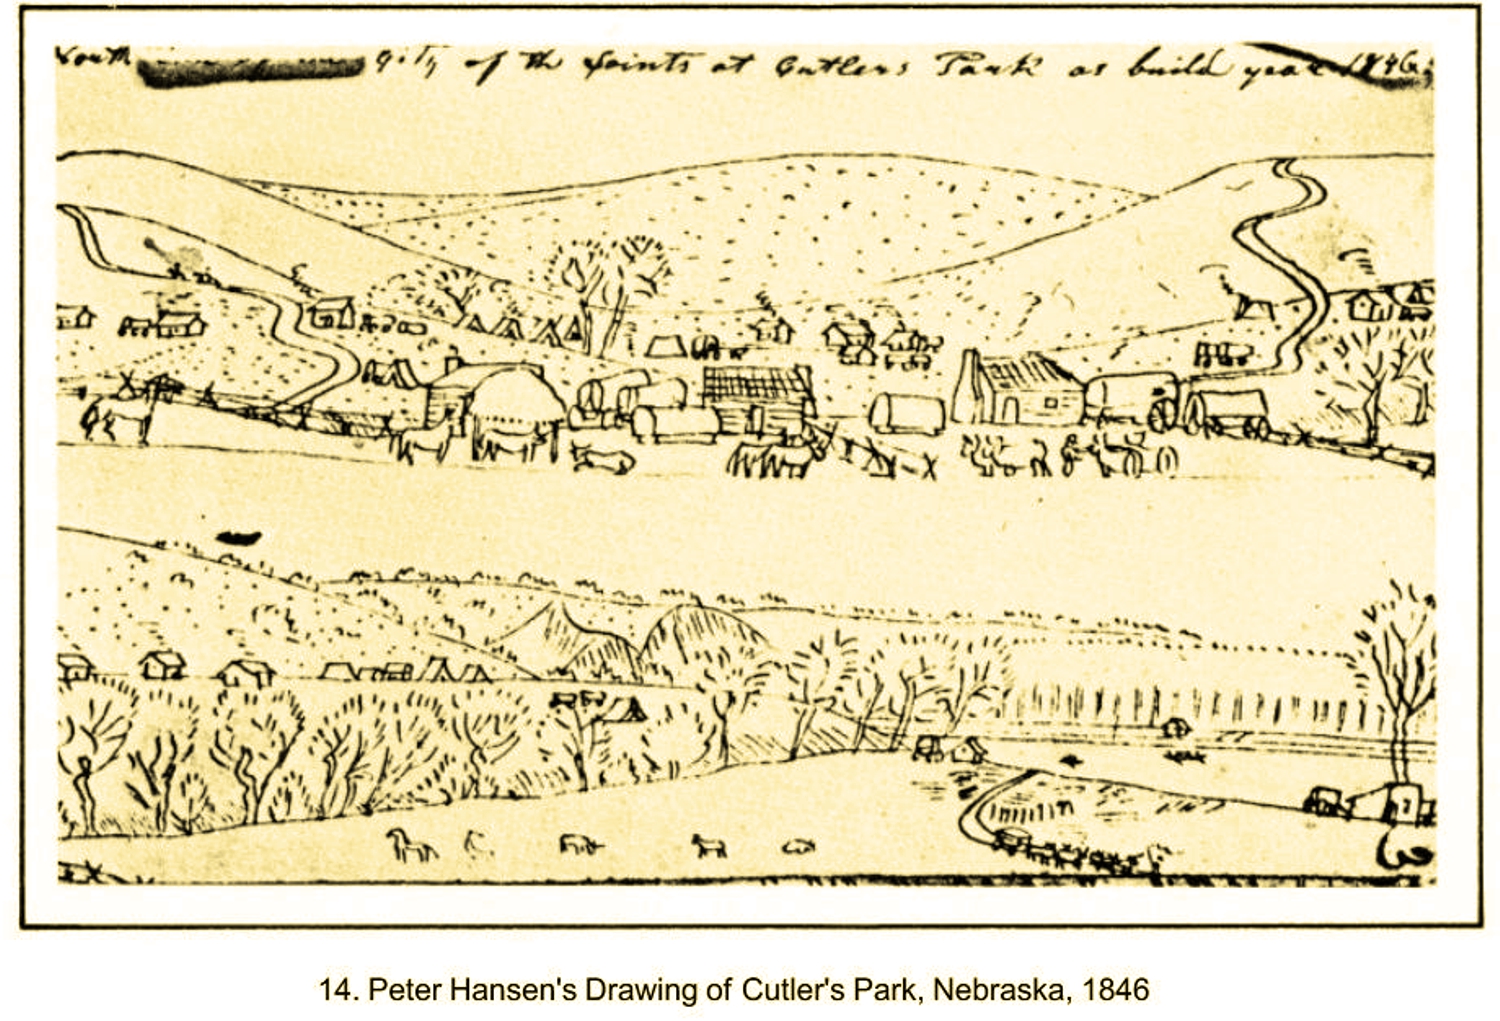 South City of the Saints at Cutlers Park as build year 1846.
3
14. Peter Hansen's Drawing of Cutler's Park, Nebraska, 1846